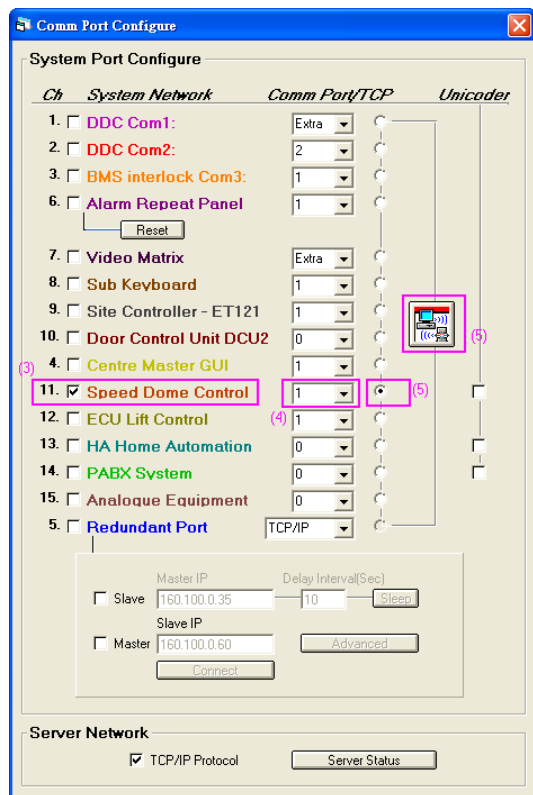 Comm Port Configure
System Port Configure
Ch System Network Comm Port/TCP Unicoder
1. DDC Com1: Extra
2. DDC Com2: 2
3. BMS interlock Com3: 1
6. Alarm Repeat Panel 1
Reset
7. Video Matrix Extra
8. Sub Keyboard 1
9. Site Controller - ET121 1
10. Door Control Unit DCU2 0 (5)
4. Centre Master GUI 1
(3)
11. Speed Dome Control 1 (5)
12. ECU Lift Control (4) 1
13. HA Home Automation 0
14. PABX System 0
15. Analogue Equipment 0
5. Redundant Port TCP/IP
Master IP Delay Interval(Sec)
Slave 160.100.0.35 10 Sleep
Slave IP
Master 160.100.0.60 Advanced
Connect
Server Network
TCP/IP Protocol Server Status